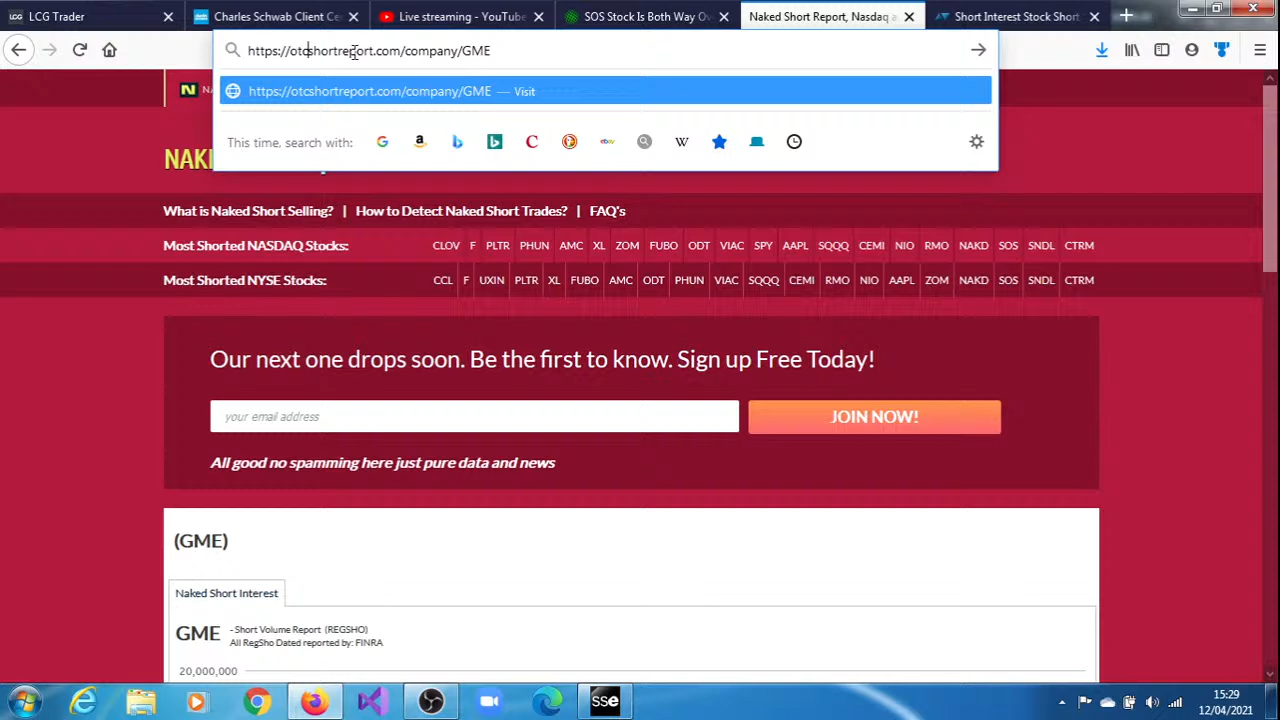 LCG Trader
Charles Schwab Client Ce
Live streaming - YouTube
SOS Stock Is Both Way Ov
Naked Short Report, Nasdaq a
Short Interest Stock Short
https://otcshortreport.com/company/GME
https://otcshortreport.com/company/GME — Visit
This time, search with:
What is Naked Short Selling? | How to Detect Naked Short Trades? | FAQ's
Most Shorted NASDAQ Stocks: CLOV F PLTR PHUN AMC XL ZOM FUBO ODT VIAC SPY AAPL SQQQ CEMI NIO RMO NAKD SOS SNDL CTRM
Most Shorted NYSE Stocks: CCL F UXIN PLTR XL FUBO AMC ODT PHUN VIAC SQQQ CEMI RMO NIO AAPL ZOM NAKD SOS SNDL CTRM
Our next one drops soon. Be the first to know. Sign up Free Today!
your email address
JOIN NOW!
All good no spamming here just pure data and news
(GME)
Naked Short Interest
GME - Short Volume Report (REGSHO)
All RegSho Dated reported by: FINRA
20,000,000
sse
15:29
12/04/2021